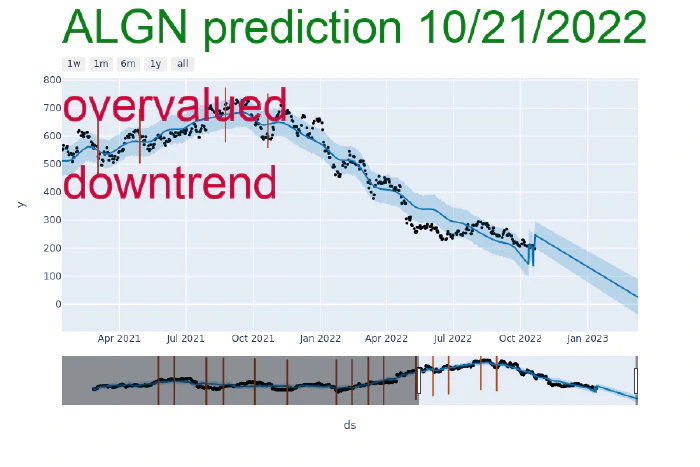 ALGN prediction 10/21/2022
1w 1m 6m 1y all
800
700
overvalued
600
500
downtrend
400
300
y
200
100
0
Apr 2021 Jul 2021 Oct 2021 Jan 2022 Apr 2022 Jul 2022 Oct 2022 Jan 2023
ds